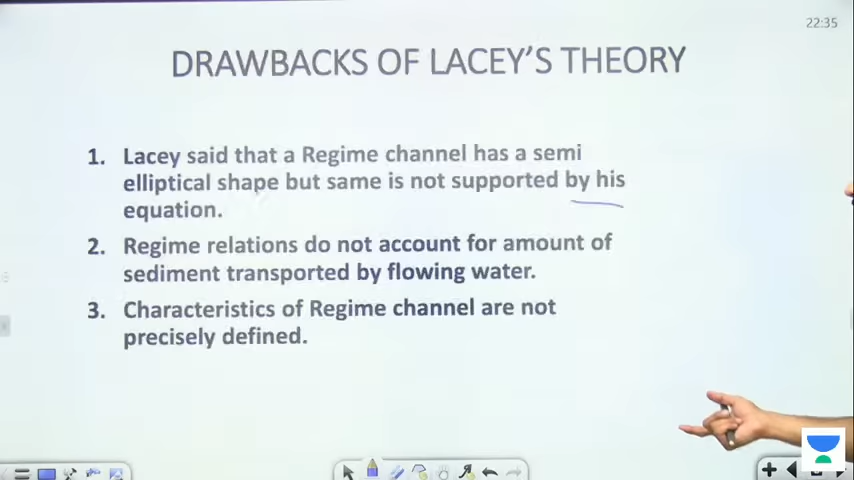 22:35
DRAWBACKS OF LACEY'S THEORY
1. Lacey said that a Regime channel has a semi
elliptical shape but same is not supported by his
equation.
2. Regime relations do not account for amount of
sediment transported by flowing water.
3. Characteristics of Regime channel are not
precisely defined.